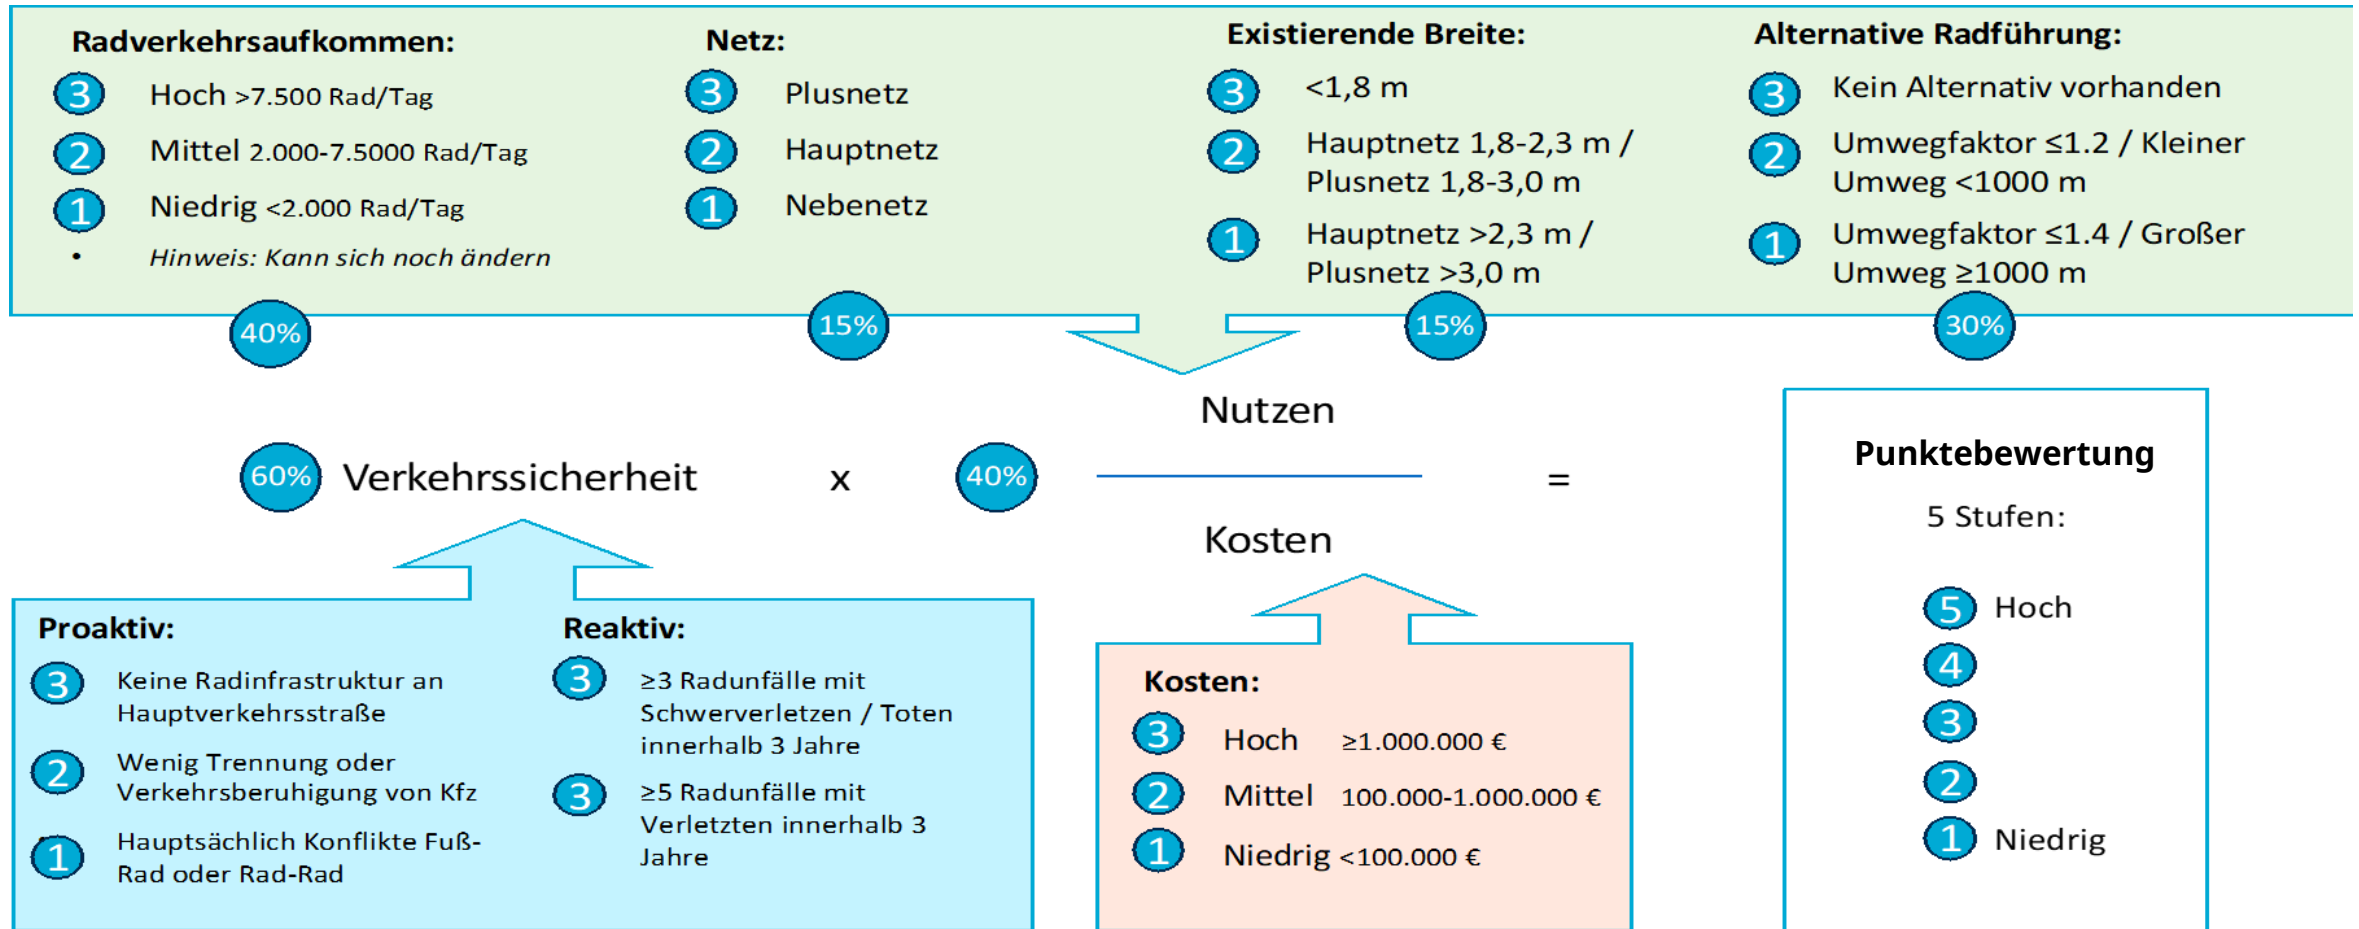 Radverkehrsaufkommen:
3 Hoch >7.500 Rad/Tag
2 Mittel 2.000-7.5000 Rad/Tag
1 Niedrig <2.000 Rad/Tag
• Hinweis: Kann sich noch ändern
40%
Netz:
3 Plusnetz
2 Hauptnetz
1 Nebenetz
15%
Existierende Breite:
3 <1,8 m
2 Hauptnetz 1,8-2,3 m /
Plusnetz 1,8-3,0 m
1 Hauptnetz >2,3 m /
Plusnetz >3,0 m
15%
Alternative Radführung:
3 Kein Alternativ vorhanden
2 Umwegfaktor ≤1.2 / Kleiner
Umweg <1000 m
1 Umwegfaktor ≤1.4 / Großer
Umweg ≥1000 m
30%
60% Verkehrssicherheit x 40%
Nutzen
Kosten
=
Proaktiv:
3 Keine Radinfrastruktur an
Hauptverkehrsstraße
2 Wenig Trennung oder
Verkehrsberuhigung von Kfz
1 Hauptsächlich Konflikte Fuß-
Rad oder Rad-Rad
Reaktiv:
3 ≥3 Radunfälle mit
Schwerverletzen / Toten
innerhalb 3 Jahre
3 ≥5 Radunfälle mit
Verletzten innerhalb 3
Jahre
Kosten:
3 Hoch ≥1.000.000 €
2 Mittel 100.000-1.000.000 €
1 Niedrig <100.000 €
Punktebewertung
5 Stufen:
5 Hoch
4
3
2
1 Niedrig